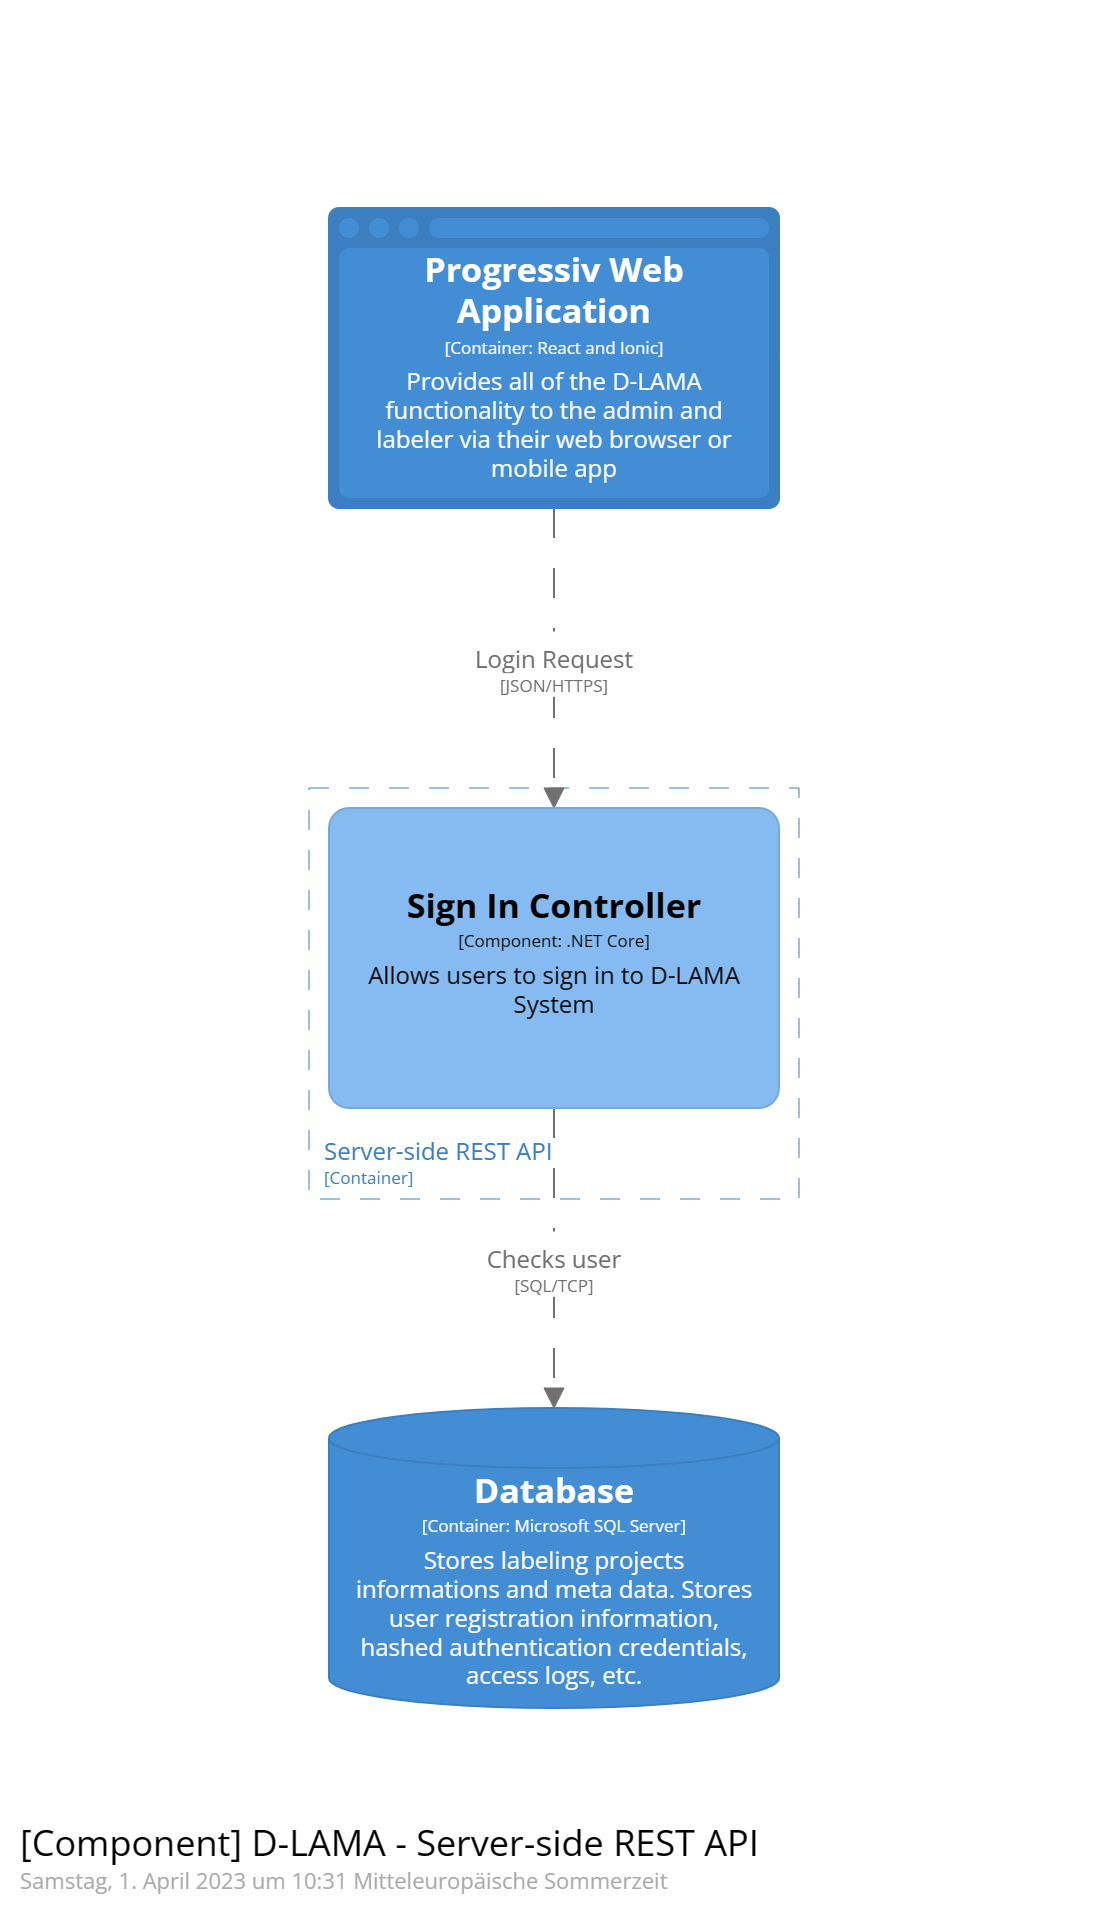 Progressiv Web
Application
[Container: React and Ionic]
Provides all of the D-LAMA
functionality to the admin and
labeler via their web browser or
mobile app
Login Request
[JSON/HTTPS]
Sign In Controller
[Component: .NET Core]
Allows users to sign in to D-LAMA
System
Server-side REST API
[Container]
Checks user
[SQL/TCP]
Database
[Container: Microsoft SQL Server]
Stores labeling projects
informations and meta data. Stores
user registration information,
hashed authentication credentials,
access logs, etc.
[Component] D-LAMA - Server-side REST API
Samstag, 1. April 2023 um 10:31 Mitteleuropäische Sommerzeit